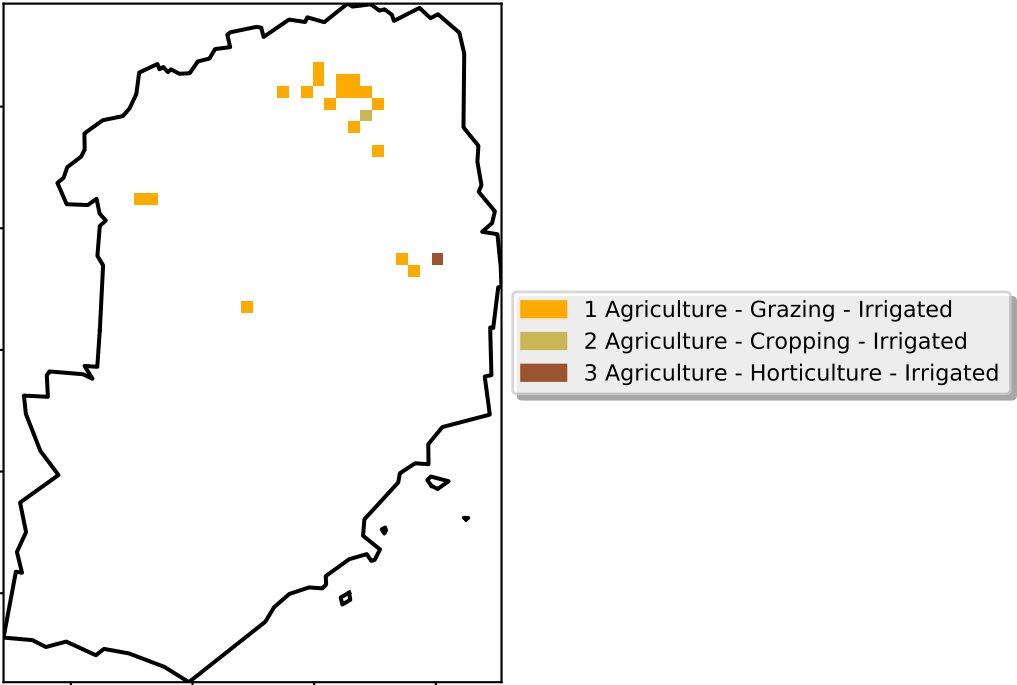 1 Agriculture - Grazing - Irrigated
2 Agriculture - Cropping - Irrigated
3 Agriculture - Horticulture - Irrigated